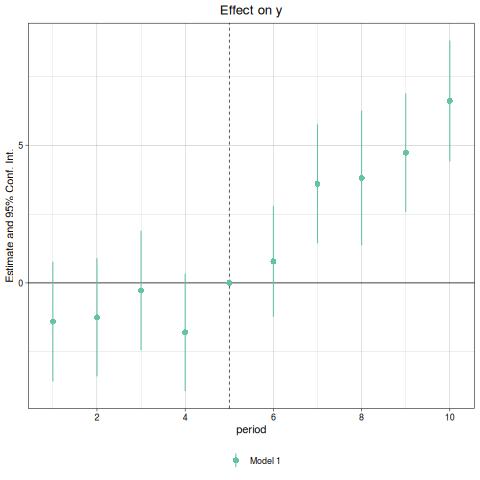 Effect on y
Estimate and 95% Conf. Int.
5
0
2
4
6
8
10
period
Model 1